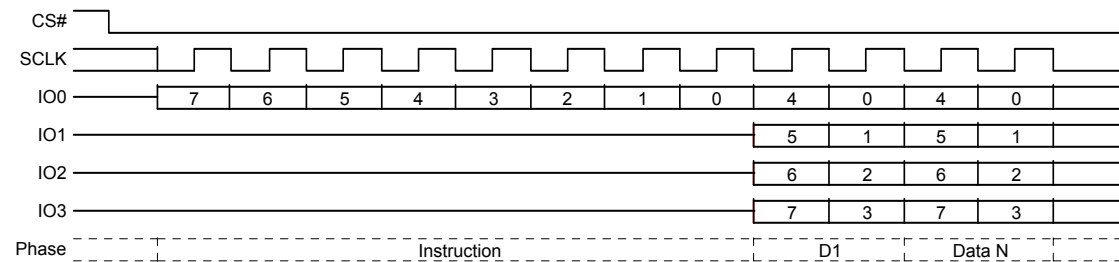 CS#
SCLK
IO0 7 6 5 4 3 2 1 0 4 0 4 0
IO1 5 1 5 1
IO2 6 2 6 2
IO3 7 3 7 3
Phase Instruction D1 Data N